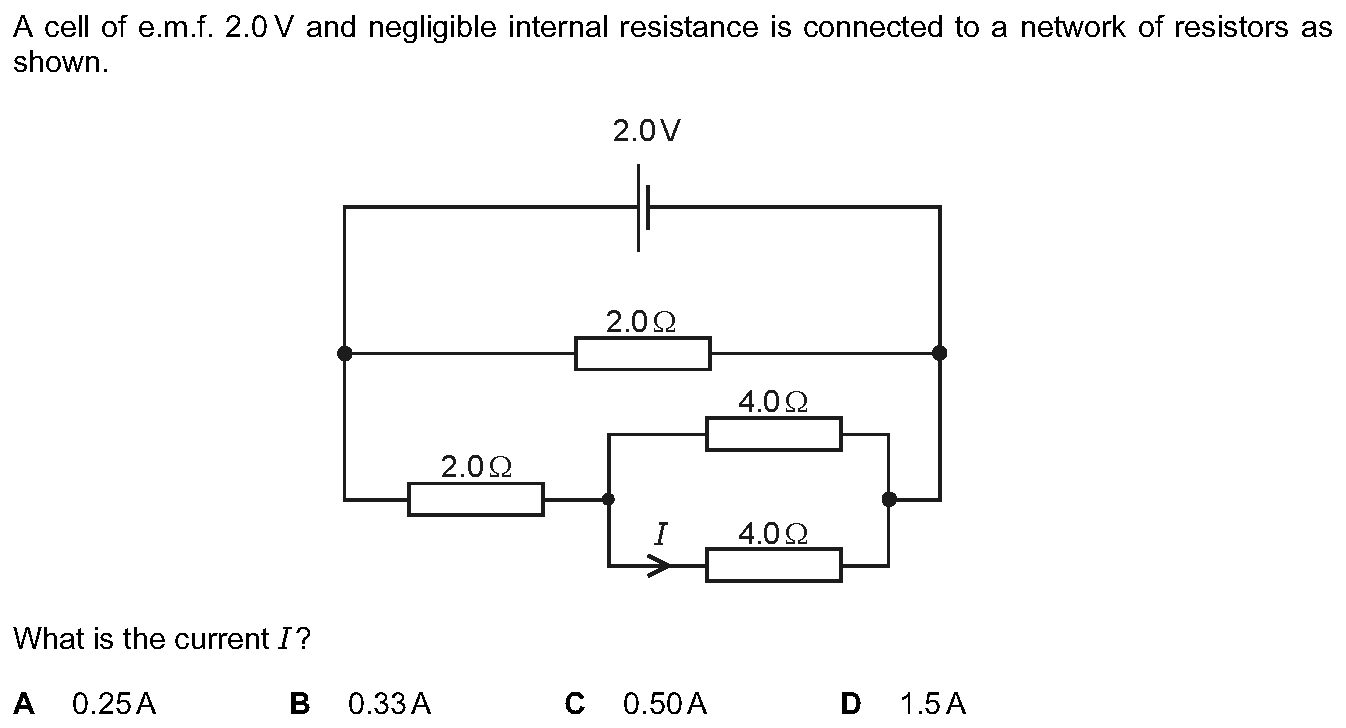 A cell of e.m.f. 2.0 V and negligible internal resistance is connected to a network of resistors as
shown.
2.0 V
2.0 Ω
4.0 Ω
2.0 Ω
I
4.0 Ω
What is the current I?
A 0.25 A B 0.33 A C 0.50 A D 1.5 A